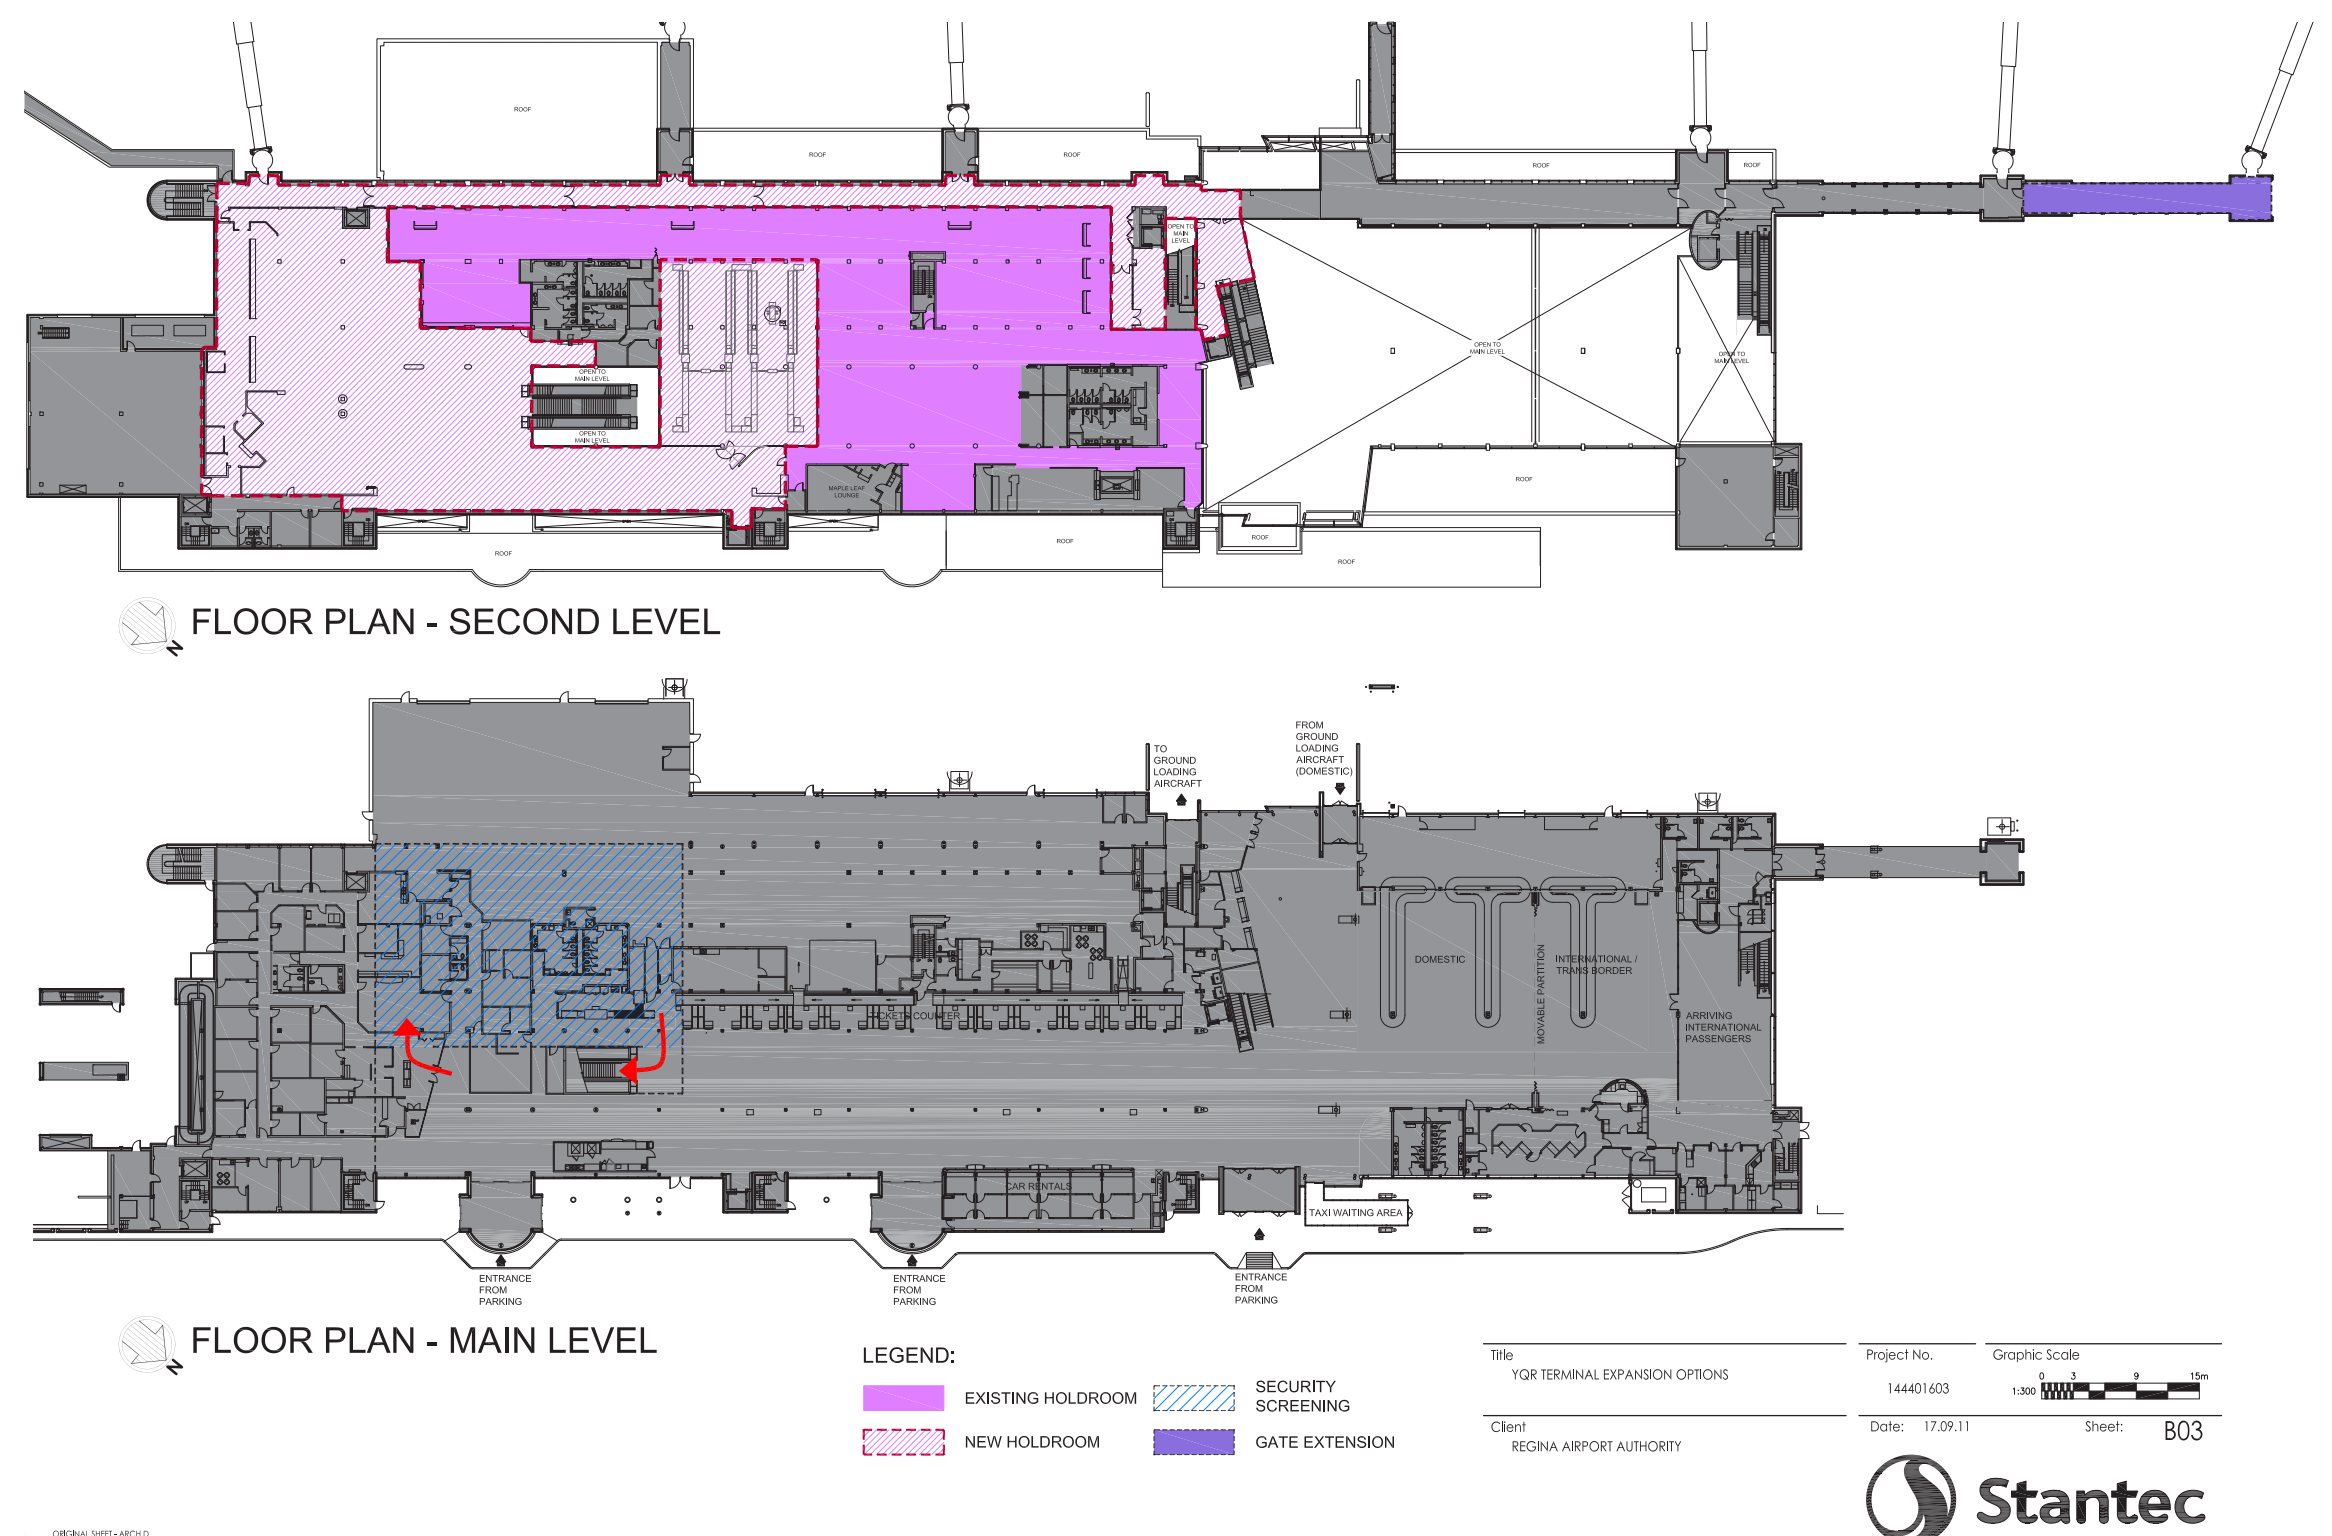 ROOF
ROOF
ROOF
ROOF
ROOF
OPEN TO
MAIN
LEVEL
OPEN TO
MAIN LEVEL
OPEN TO
MAIN LEVEL
OPEN TO
MAIN LEVEL
OPEN TO
MAIN LEVEL
MAPLE LEAF
LOUNGE
ROOF
ROOF
ROOF
ROOF
ROOF
N
FLOOR PLAN - SECOND LEVEL
TO
GROUND
LOADING
AIRCRAFT
FROM
GROUND
LOADING
AIRCRAFT
(DOMESTIC)
DOMESTIC
MOVABLE PARTITION
INTERNATIONAL /
TRANS BORDER
TICKETS COUNTER
ARRIVING
INTERNATIONAL
PASSENGERS
CAR RENTALS
TAXI WAITING AREA
ENTRANCE
FROM
PARKING
ENTRANCE
FROM
PARKING
ENTRANCE
FROM
PARKING
N
FLOOR PLAN - MAIN LEVEL
LEGEND:
EXISTING HOLDROOM
SECURITY
SCREENING
NEW HOLDROOM
GATE EXTENSION
Title
YQR TERMINAL EXPANSION OPTIONS
Project No.
144401603
Graphic Scale
0 3 9 15m
1:300
Client
REGINA AIRPORT AUTHORITY
Date: 17.09.11
Sheet: B03
Stantec
ORIGINAL SHEET - ARCH D